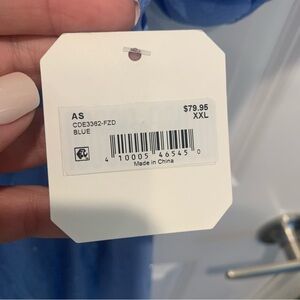 AS $79.95
CDE3362-FZD XXL
BLUE
4 10005 46545 0
Made in China